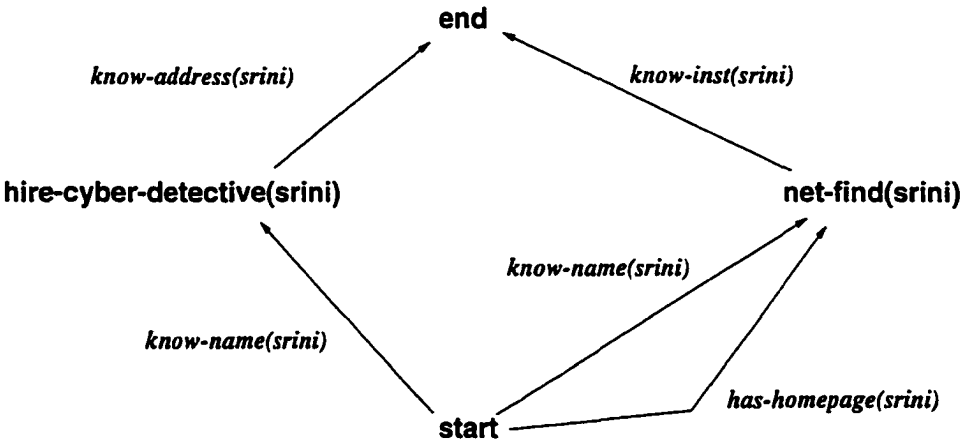 end
know-address(srini)
know-inst(srini)
hire-cyber-detective(srini)
net-find(srini)
know-name(srini)
know-name(srini)
has-homepage(srini)
start